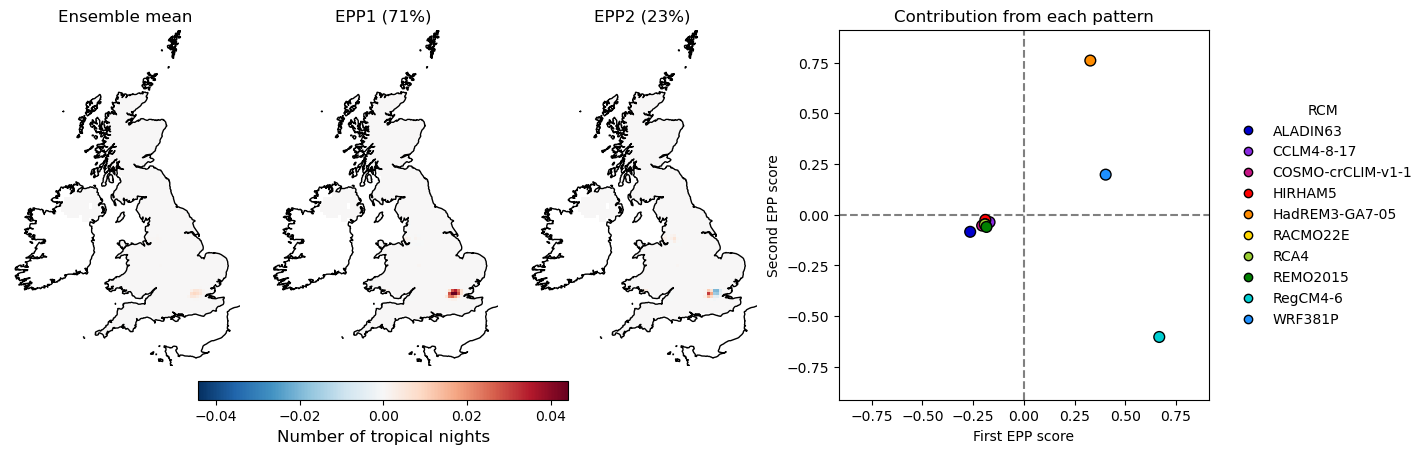 Ensemble mean
EPP1 (71%)
EPP2 (23%)
−0.04
−0.02
0.00
0.02
0.04
Number of tropical nights
Contribution from each pattern
Second EPP score
0.75
0.50
0.25
0.00
−0.25
−0.50
−0.75
−0.75
−0.50
−0.25
0.00
0.25
0.50
0.75
First EPP score
RCM
ALADIN63
CCLM4-8-17
COSMO-crCLIM-v1-1
HIRHAM5
HadREM3-GA7-05
RACMO22E
RCA4
REMO2015
RegCM4-6
WRF381P